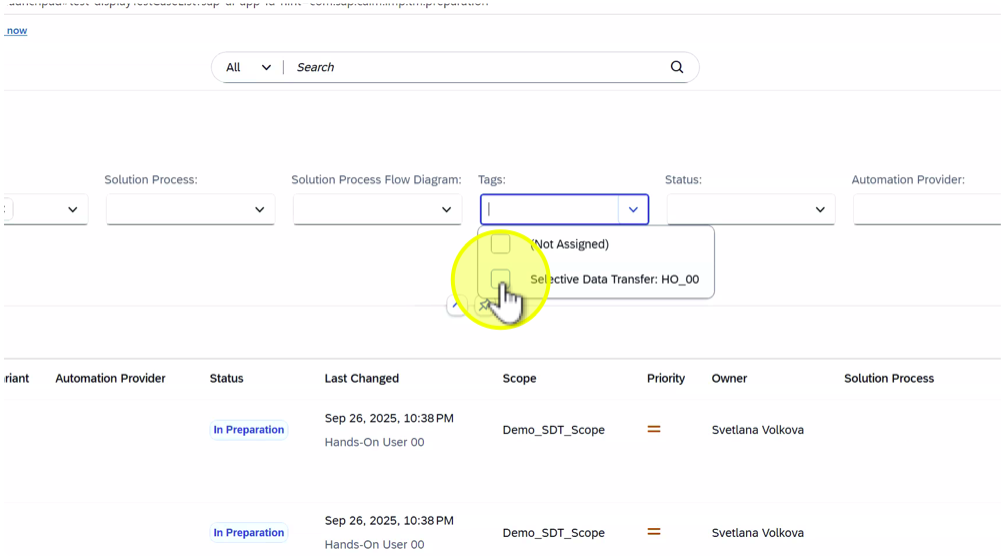 now
All Search
Solution Process: Solution Process Flow Diagram: Tags: Status: Automation Provider:
(Not Assigned)
Selective Data Transfer: HO_00
riant Automation Provider Status Last Changed Scope Priority Owner Solution Process
In Preparation Sep 26, 2025, 10:38 PM Demo_SDT_Scope Svetlana Volkova
Hands-On User 00
In Preparation Sep 26, 2025, 10:38 PM Demo_SDT_Scope Svetlana Volkova
Hands-On User 00